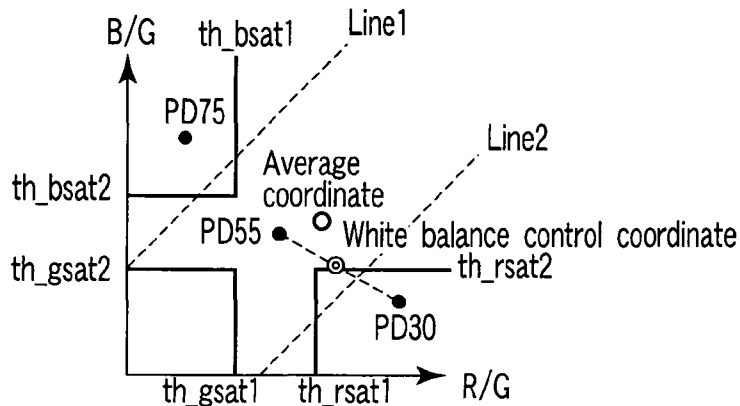 B/G
th_bsat1
Line1
PD75
Line2
Average
coordinate
th_bsat2
PD55
White balance control coordinate
th_gsat2
th_rsat2
PD30
th_gsat1
th_rsat1
R/G